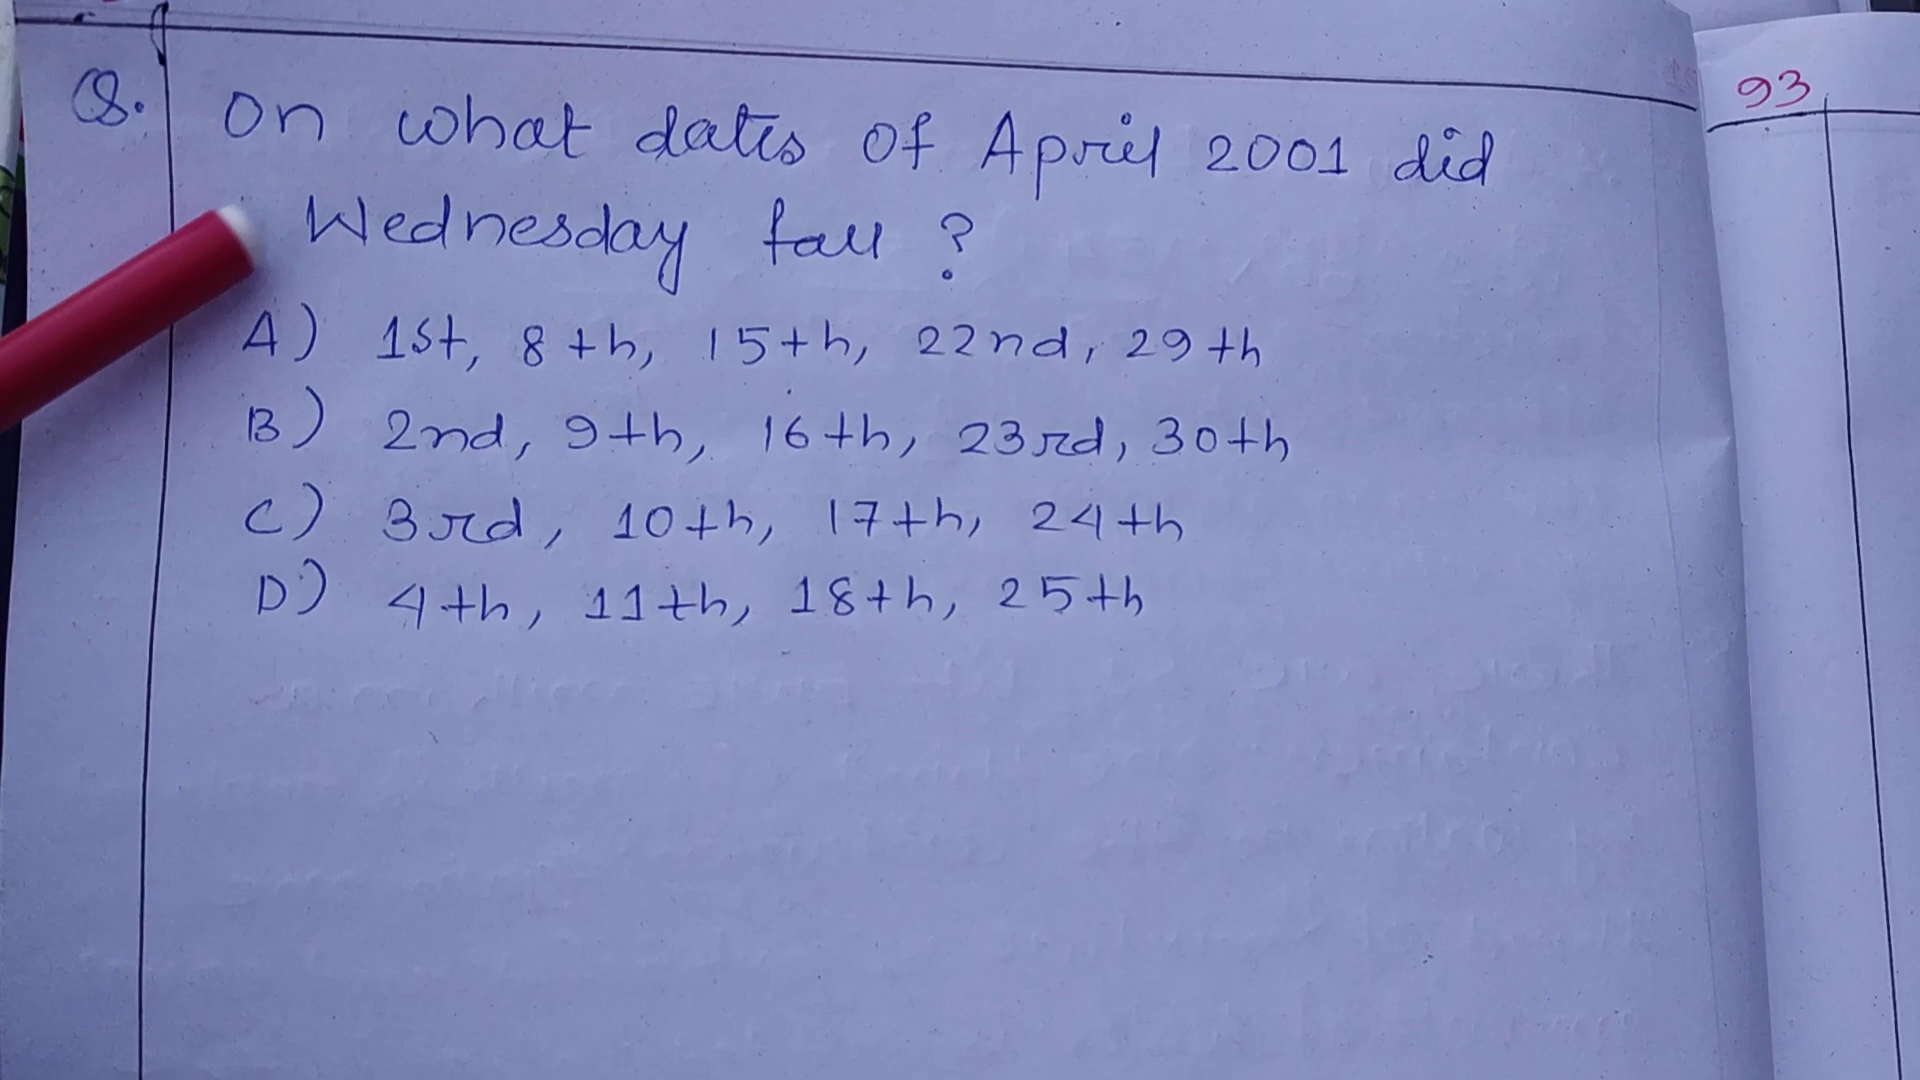 Q. On what dates of April 2001 did
Wednesday fall ?
A) 1st, 8th, 15th, 22nd, 29th
B) 2nd, 9th, 16th, 23rd, 30th
C) 3rd, 10th, 17th, 24th
D) 4th, 11th, 18th, 25th
93